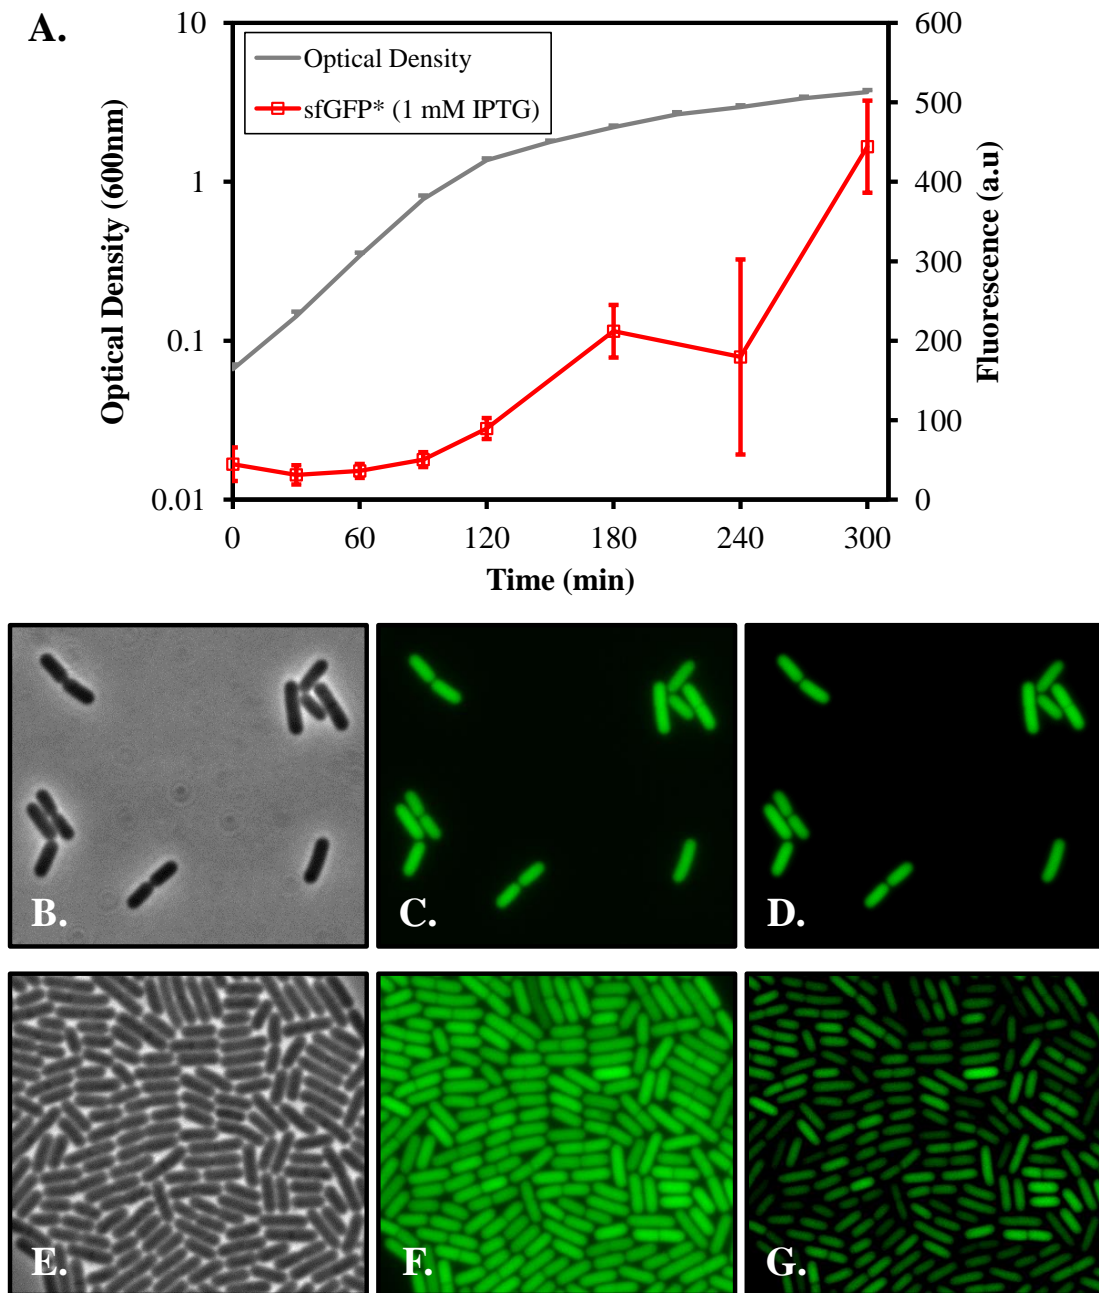 A.
10
1
0.1
0.01
Optical Density (600nm)
Optical Density
sfGFP* (1 mM IPTG)
600
500
400
300
200
100
0
Fluorescence (a.u)
0 60 120 180 240 300
Time (min)
B. C. D.
E. F. G.